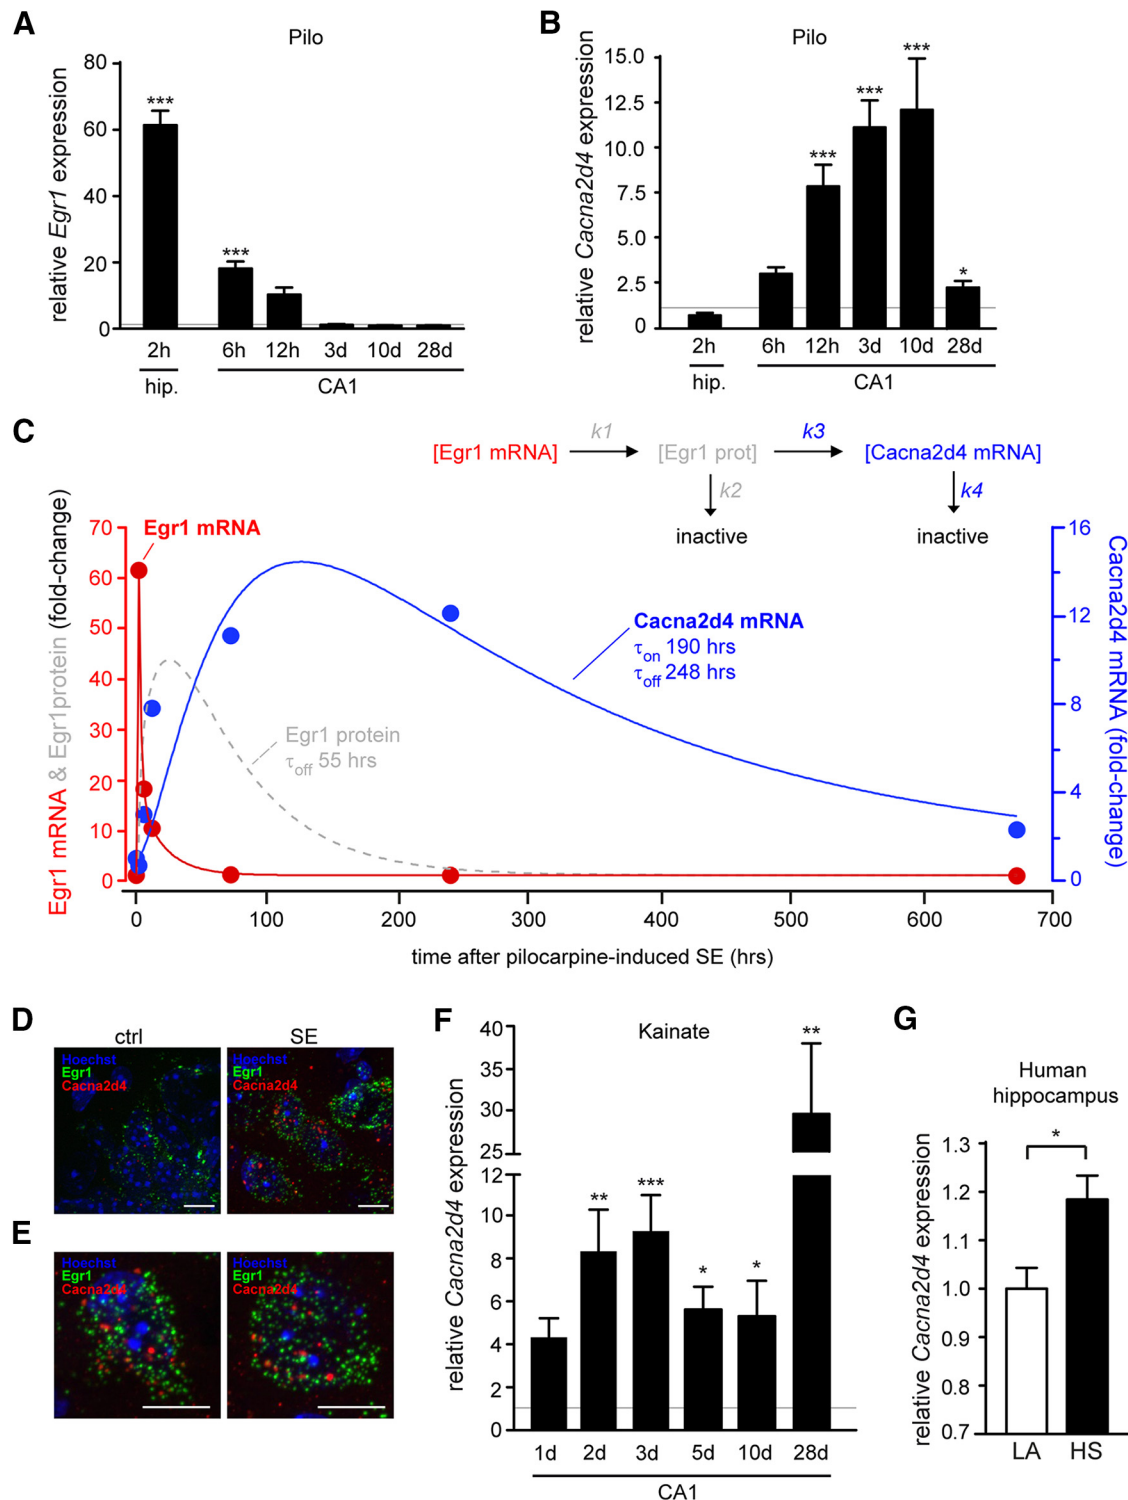 A
Pilo
relative Egr1 expression
80
60
40
20
0
***
***
2h
6h
12h
3d
10d
28d
hip.
CA1
B
Pilo
relative Cacna2d4 expression
15.0
12.5
10.0
7.5
5.0
2.5
0
***
***
***
*
2h
6h
12h
3d
10d
28d
hip.
CA1
C
[Egr1 mRNA]
k1
[Egr1 prot]
k3
[Cacna2d4 mRNA]
k2
k4
inactive
inactive
Egr1 mRNA & Egr1protein (fold-change)
70
60
50
40
30
20
10
0
Egr1 mRNA
Egr1 protein
τoff 55 hrs
Cacna2d4 mRNA
τon 190 hrs
τoff 248 hrs
16
12
8
4
0
Cacna2d4 mRNA (fold-change)
0
100
200
300
400
500
600
700
time after pilocarpine-induced SE (hrs)
D
ctrl
SE
Hoechst
Egr1
Cacna2d4
Hoechst
Egr1
Cacna2d4
E
Hoechst
Egr1
Cacna2d4
Hoechst
Egr1
Cacna2d4
F
Kainate
relative Cacna2d4 expression
40
35
30
25
12
10
8
6
4
2
0
**
***
*
*
**
1d
2d
3d
5d
10d
28d
CA1
G
Human
hippocampus
relative Cacna2d4 expression
1.3
1.2
1.1
1.0
0.9
0.8
0.7
*
LA
HS